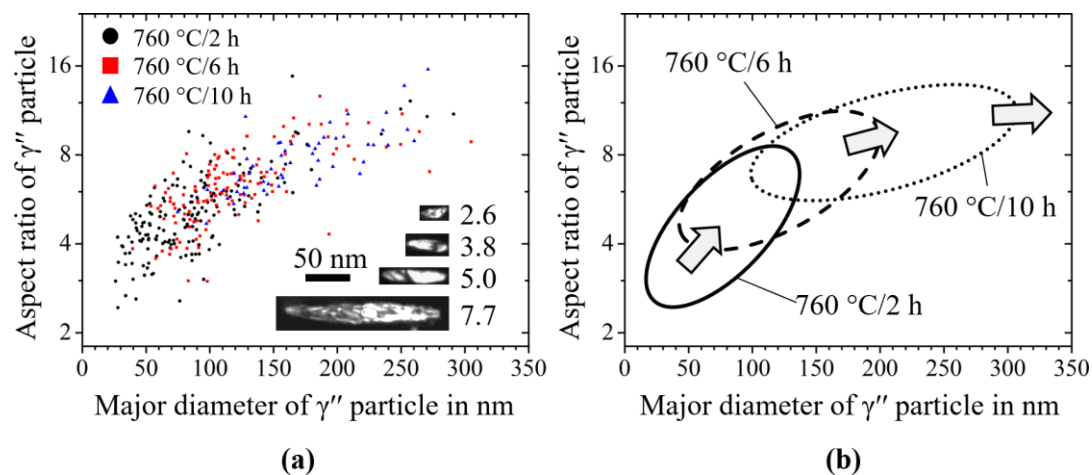 760 °C/2 h
760 °C/6 h
760 °C/10 h
Aspect ratio of γ″ particle
16
8
4
2
2.6
3.8
5.0
7.7
50 nm
0 50 100 150 200 250 300 350
Major diameter of γ″ particle in nm
(a)
Aspect ratio of γ″ particle
16
8
4
2
760 °C/6 h
760 °C/10 h
760 °C/2 h
0 50 100 150 200 250 300 350
Major diameter of γ″ particle in nm
(b)